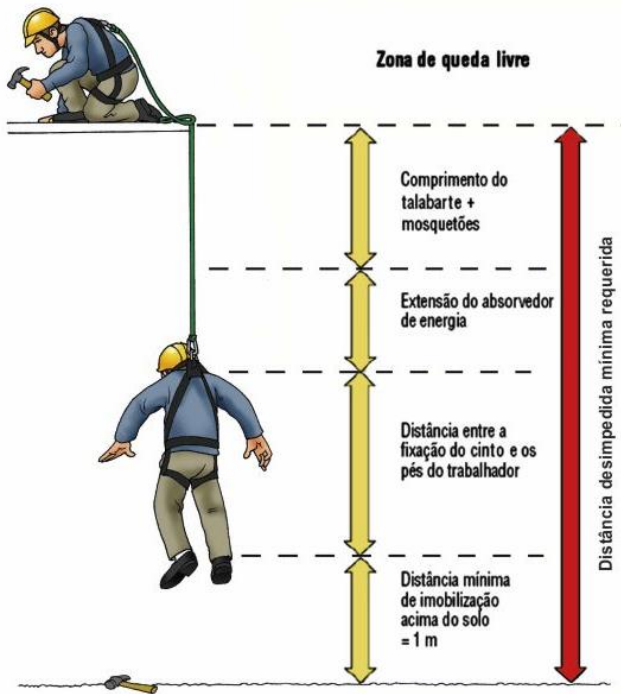 Zona de queda livre
Comprimento do
talabarte +
mosquetões
Extensão do absorvedor
de energia
Distância entre a
fixação do cinto e os
pés do trabalhador
Distância mínima
de imobilização
acima do solo
= 1 m
Distância desimpedida mínima requerida